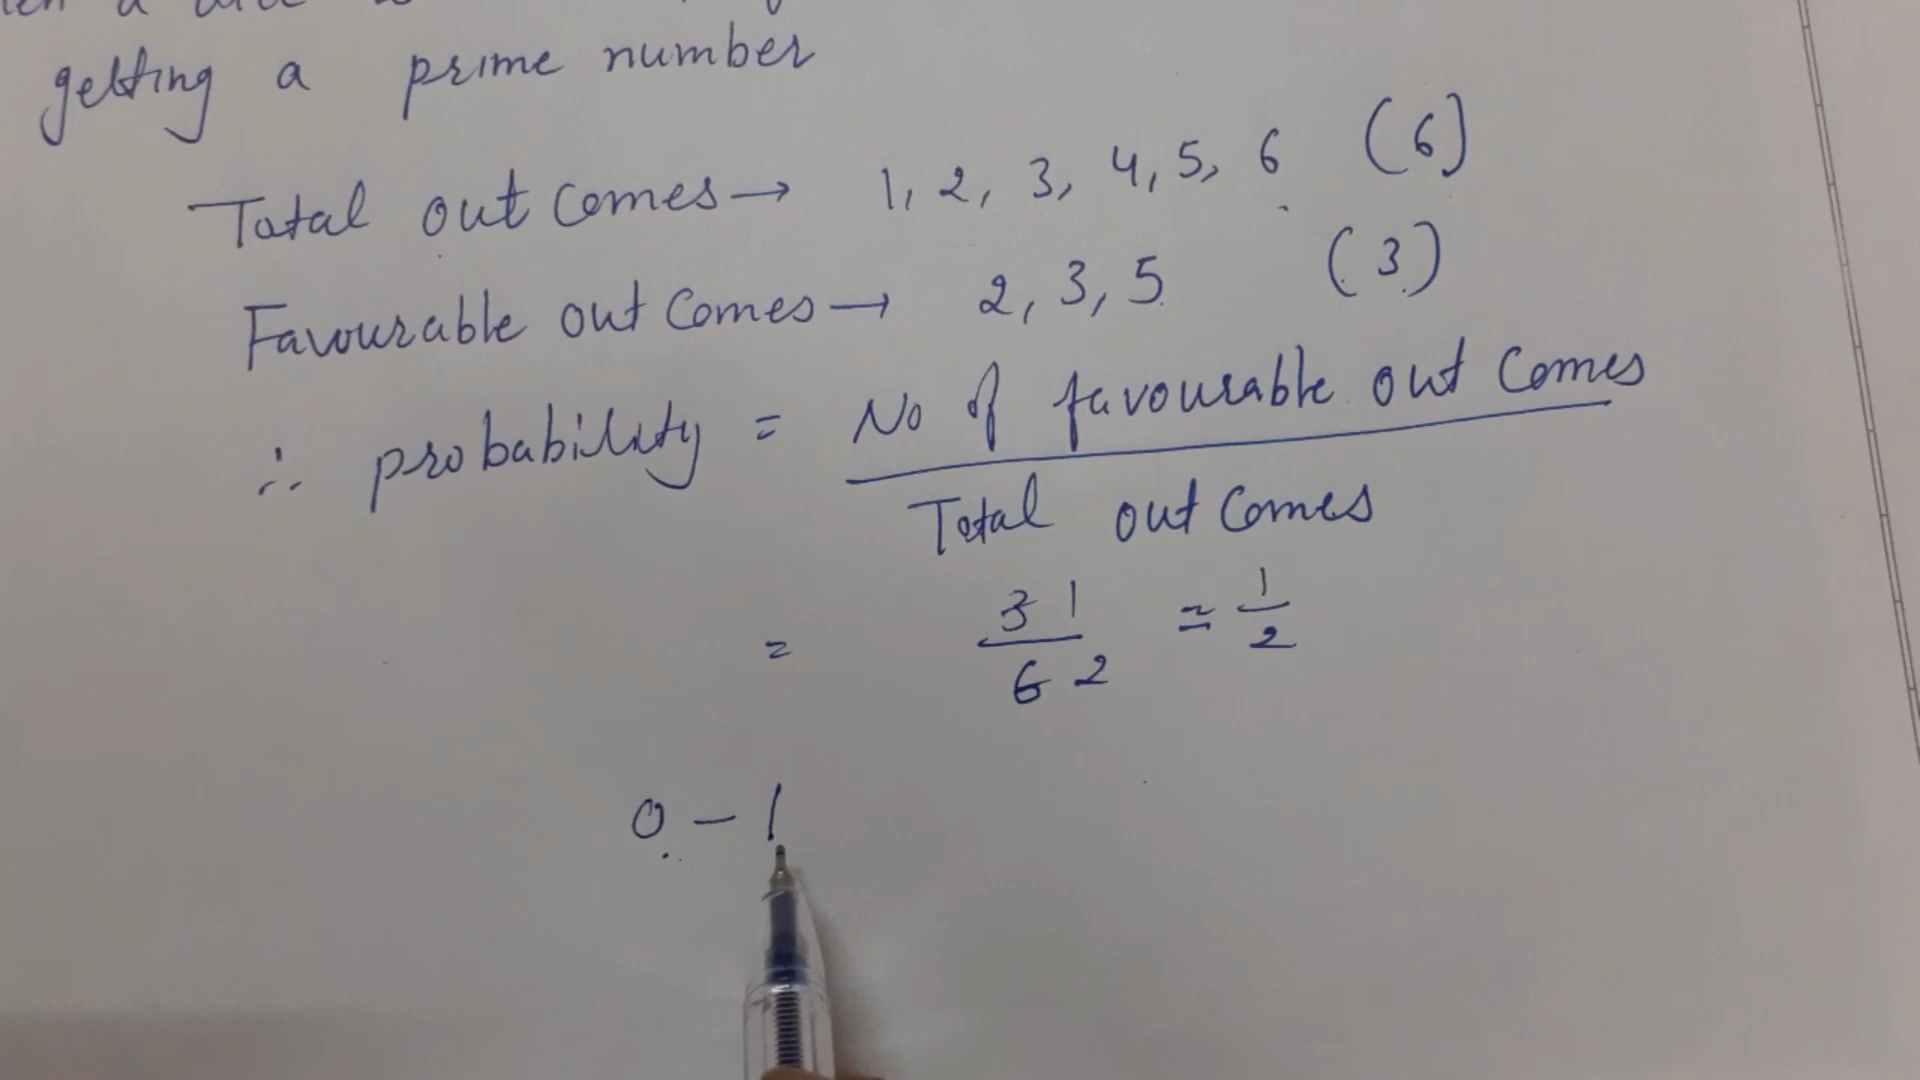 a
getting a prime number
Total out comes → 1, 2, 3, 4, 5, 6 (6)
Favourable out comes → 2, 3, 5 (3)
∴ probability = No of favourable out comes
Total out comes
= 3 1 = 1
6 2 2
0 - 1